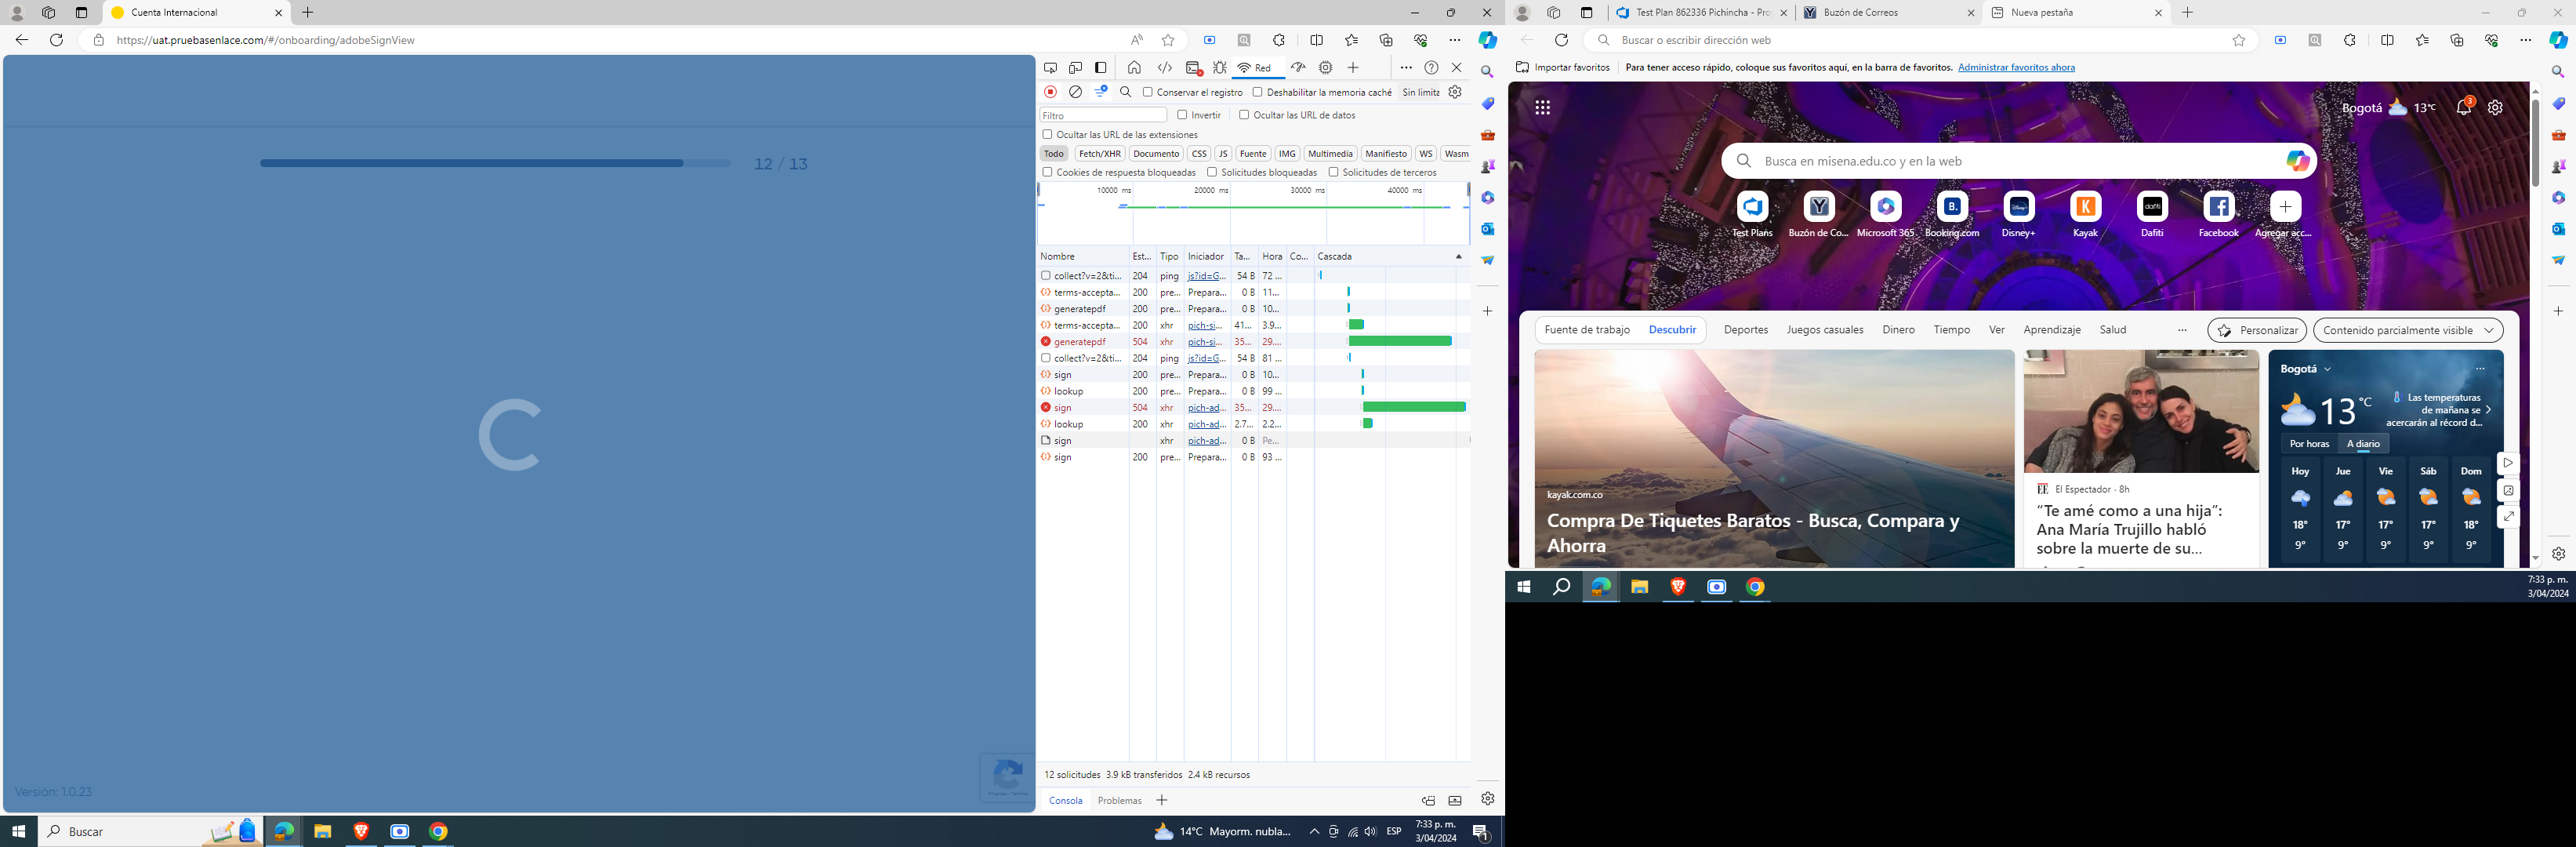 Cuenta Internacional
https://uat.pruebasenlace.com/#/onboarding/adobeSignView
12 / 13
Versión: 1.0.23
Red
Conservar el registro
Deshabilitar la memoria caché
Sin limita
Filtro
Invertir
Ocultar las URL de datos
Ocultar las URL de las extensiones
Todo Fetch/XHR Documento CSS JS Fuente IMG Multimedia Manifiesto WS Wasm
Cookies de respuesta bloqueadas
Solicitudes bloqueadas
Solicitudes de terceros
10000 ms 20000 ms 30000 ms 40000 ms
Nombre Est... Tipo Iniciador Ta... Hora Co... Cascada
collect?v=2&ti... 204 ping js?id=G... 54 B 72 ...
terms-accepta... 200 pre... Prepara... 0 B 11...
generatepdf 200 pre... Prepara... 0 B 10...
terms-accepta... 200 xhr pich-si... 41... 3.9...
generatepdf 504 xhr pich-si... 35... 29...
collect?v=2&ti... 204 ping js?id=G... 54 B 81 ...
sign 200 pre... Prepara... 0 B 10...
lookup 200 pre... Prepara... 0 B 99 ...
sign 504 xhr pich-ad... 35... 29...
lookup 200 xhr pich-ad... 2.7... 2.2...
sign xhr pich-ad... 0 B Pe...
sign 200 pre... Prepara... 0 B 93 ...
12 solicitudes 3.9 kB transferidos 2.4 kB recursos
Consola Problemas
Buscar
14°C Mayorm. nubla...
ESP
7:33 p. m.
3/04/2024
1
Test Plan 862336 Pichincha - Pro
Buzón de Correos
Nueva pestaña
Buscar o escribir dirección web
Importar favoritos
Para tener acceso rápido, coloque sus favoritos aquí, en la barra de favoritos. Administrar favoritos ahora
Bogotá 13°C
3
Busca en misena.edu.co y en la web
Test Plans Buzón de Co... Microsoft 365 Booking.com Disney+ Kayak Dafiti Facebook Agregar acc...
Fuente de trabajo Descubrir Deportes Juegos casuales Dinero Tiempo Ver Aprendizaje Salud ... Personalizar Contenido parcialmente visible
kayak.com.co
Compra De Tiquetes Baratos - Busca, Compara y
Ahorra
El Espectador · 8h
“Te amé como a una hija”:
Ana María Trujillo habló
sobre la muerte de su...
Bogotá
13 °C
Las temperaturas
de mañana se
acercarán al récord d...
Por horas A diario
Hoy Jue Vie Sáb Dom
18° 17° 17° 17° 18°
9° 9° 9° 9° 9°
7:33 p. m.
3/04/2024